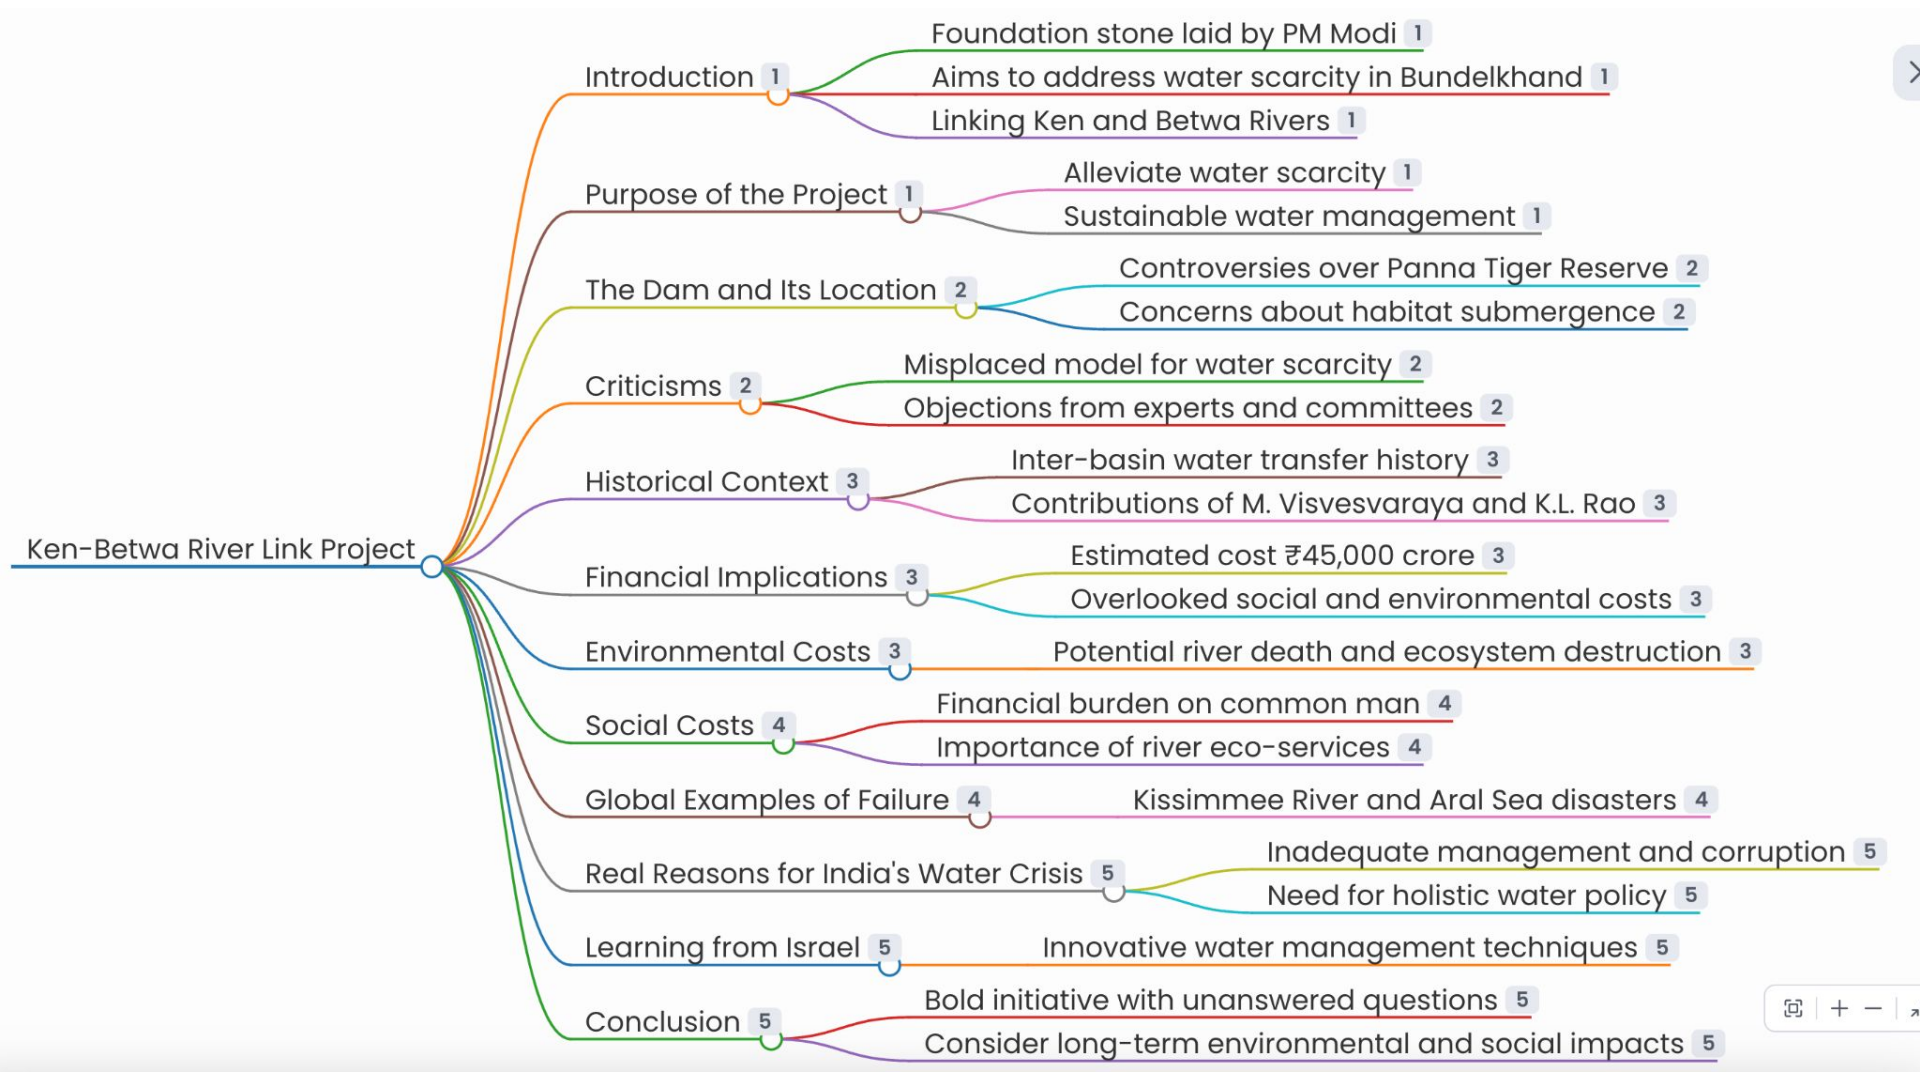 Ken-Betwa River Link Project
Introduction 1
Foundation stone laid by PM Modi 1
Aims to address water scarcity in Bundelkhand 1
Linking Ken and Betwa Rivers 1
Purpose of the Project 1
Alleviate water scarcity 1
Sustainable water management 1
The Dam and Its Location 2
Controversies over Panna Tiger Reserve 2
Concerns about habitat submergence 2
Criticisms 2
Misplaced model for water scarcity 2
Objections from experts and committees 2
Historical Context 3
Inter-basin water transfer history 3
Contributions of M. Visvesvaraya and K.L. Rao 3
Financial Implications 3
Estimated cost ₹45,000 crore 3
Overlooked social and environmental costs 3
Environmental Costs 3
Potential river death and ecosystem destruction 3
Social Costs 4
Financial burden on common man 4
Importance of river eco-services 4
Global Examples of Failure 4
Kissimmee River and Aral Sea disasters 4
Real Reasons for India's Water Crisis 5
Inadequate management and corruption 5
Need for holistic water policy 5
Learning from Israel 5
Innovative water management techniques 5
Conclusion 5
Bold initiative with unanswered questions 5
Consider long-term environmental and social impacts 5